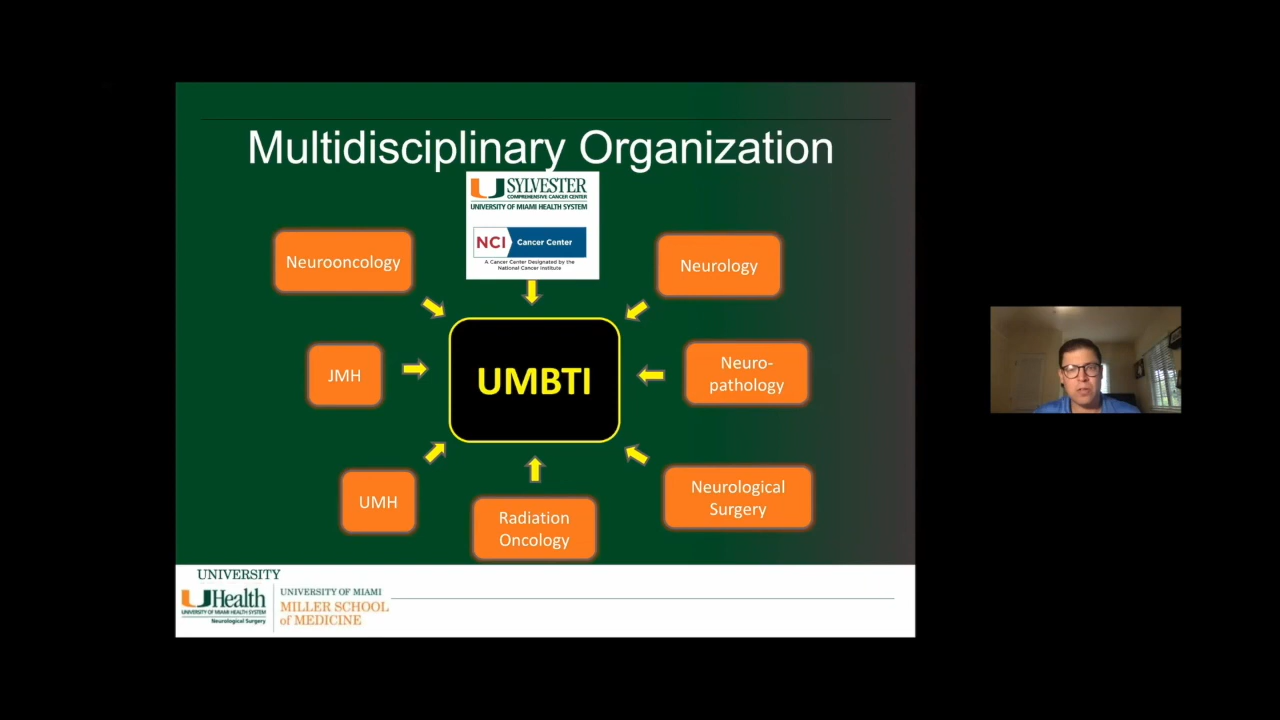 Multidisciplinary Organization
SYLVESTER
COMPREHENSIVE CANCER CENTER
UNIVERSITY OF MIAMI HEALTH SYSTEM
NCI Cancer Center
A Cancer Center Designated by the
National Cancer Institute
Neurooncology
Neurology
JMH
UMBTI
Neuro-
pathology
UMH
Radiation
Oncology
Neurological
Surgery
UNIVERSITY
UHealth
UNIVERSITY OF MIAMI HEALTH SYSTEM
Neurological Surgery
UNIVERSITY OF MIAMI
MILLER SCHOOL
of MEDICINE